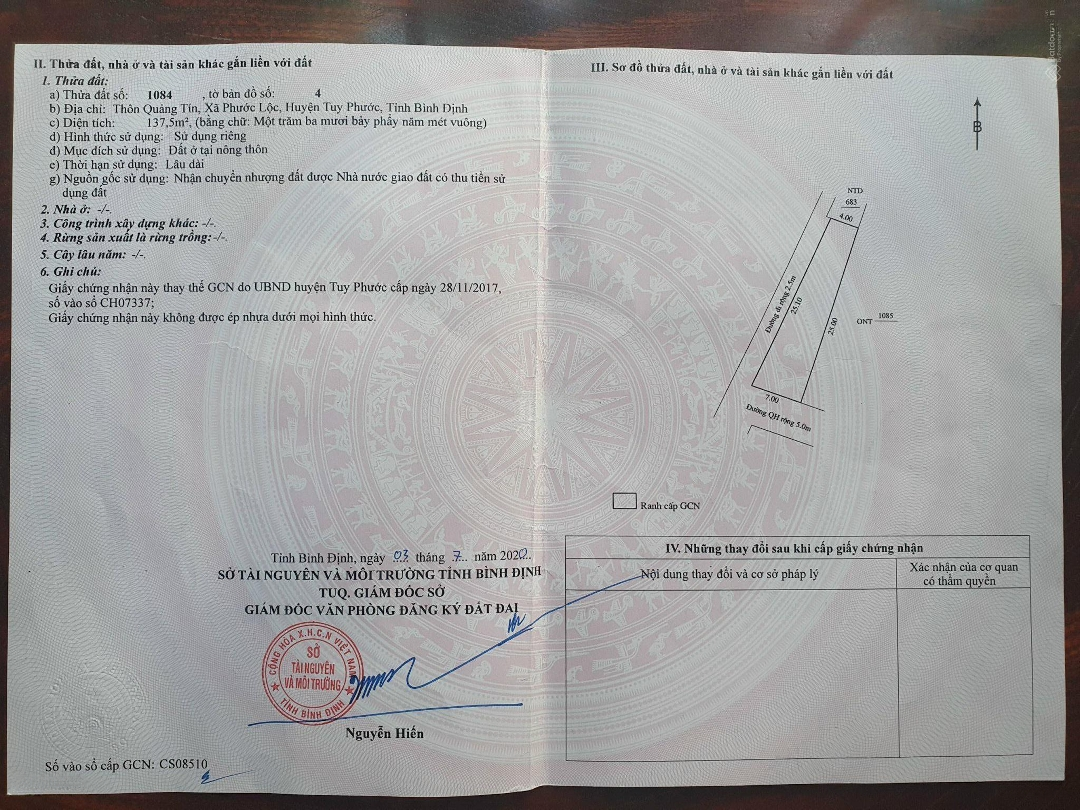 II. Thửa đất, nhà ở và tài sản khác gắn liền với đất
1. Thửa đất:
a) Thửa đất số: 1084 , tờ bản đồ số: 4
b) Địa chỉ: Thôn Quảng Tín, Xã Phước Lộc, Huyện Tuy Phước, Tỉnh Bình Định
c) Diện tích: 137,5m², (bằng chữ: Một trăm ba mươi bảy phẩy năm mét vuông)
d) Hình thức sử dụng: Sử dụng riêng
đ) Mục đích sử dụng: Đất ở tại nông thôn
e) Thời hạn sử dụng: Lâu dài
g) Nguồn gốc sử dụng: Nhận chuyển nhượng đất được Nhà nước giao đất có thu tiền sử
dụng đất
2. Nhà ở: -/-.
3. Công trình xây dựng khác: -/-.
4. Rừng sản xuất là rừng trồng: -/-.
5. Cây lâu năm: -/-.
6. Ghi chú:
Giấy chứng nhận này thay thế GCN do UBND huyện Tuy Phước cấp ngày 28/11/2017,
số vào sổ CH07337;
Giấy chứng nhận này không được ép nhựa dưới mọi hình thức.
Tỉnh Bình Định, ngày 03 tháng 7 năm 2020.
SỞ TÀI NGUYÊN VÀ MÔI TRƯỜNG TỈNH BÌNH ĐỊNH
TUQ. GIÁM ĐỐC SỞ
GIÁM ĐỐC VĂN PHÒNG ĐĂNG KÝ ĐẤT ĐAI
CỘNG HÒA X.H.C.N VIỆT NAM
SỞ
TÀI NGUYÊN
VÀ MÔI TRƯỜNG
TỈNH BÌNH ĐỊNH
Nguyễn Hiến
Số vào sổ cấp GCN: CS08510
III. Sơ đồ thửa đất, nhà ở và tài sản khác gắn liền với đất
B
NTD
683
4.00
Đường đi rộng 2.5m
25.10
25.00
ONT 1085
7.00
Đường QH rộng 5.0m
Ranh cấp GCN
IV. Những thay đổi sau khi cấp giấy chứng nhận
Nội dung thay đổi và cơ sở pháp lý
Xác nhận của cơ quan
có thẩm quyền